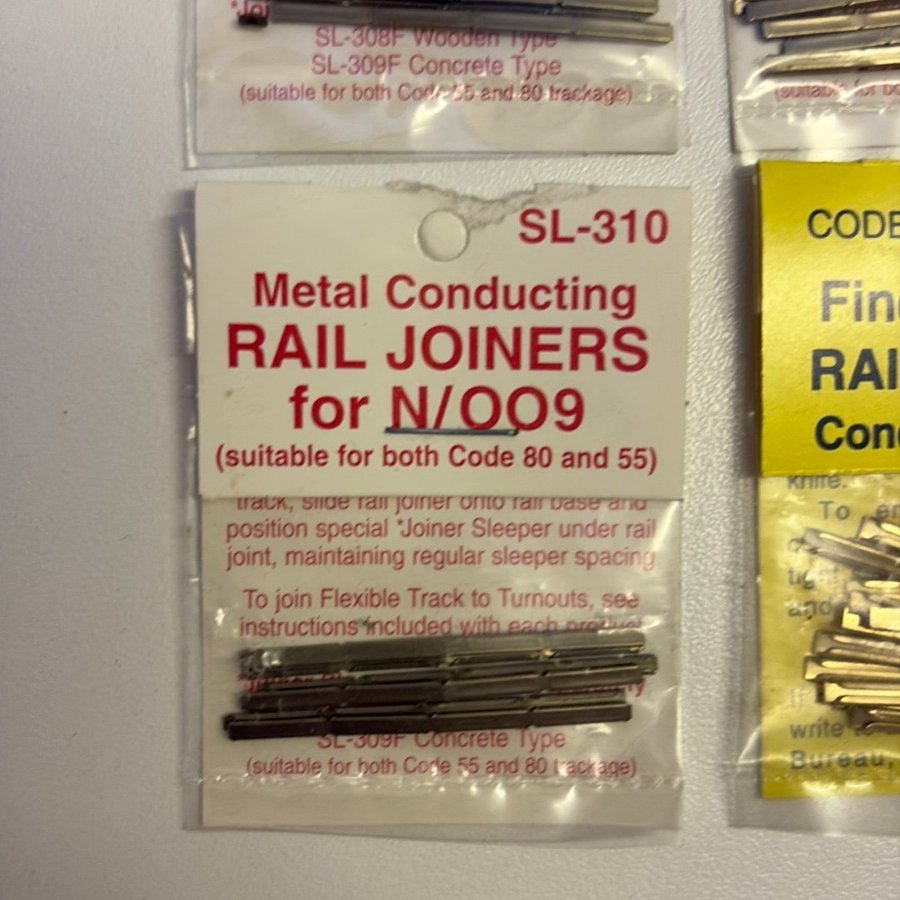 SL-308F Wooden Type
SL-309F Concrete Type
(suitable for both Code 55 and 80 trackage)
SL-310
Metal Conducting
RAIL JOINERS
for N/OO9
(suitable for both Code 80 and 55)
track, slide rail joiner onto rail base and
position special *Joiner Sleeper under rail
joint, maintaining regular sleeper spacing
To join Flexible Track to Turnouts, see
instructions included with each product
SL-309F Concrete Type
(suitable for both Code 55 and 80 trackage)
(suitable for
CODE
Fin
RAI
Con
knife.
To
tight
and
write
Bureau,